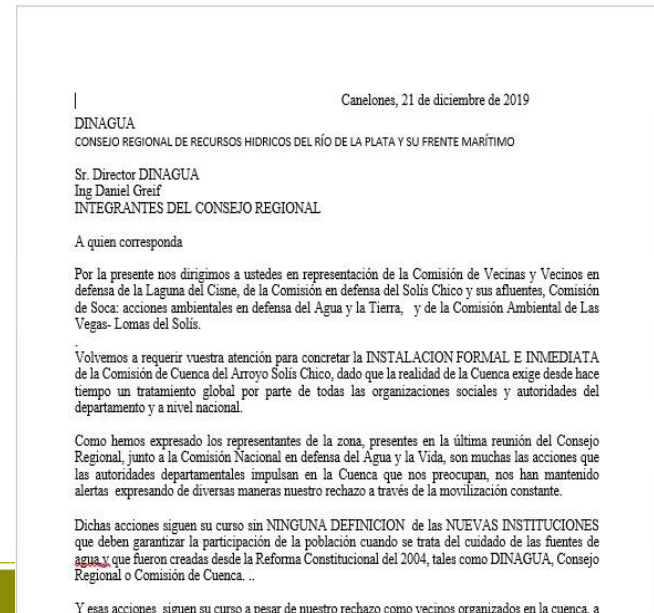 Canelones, 21 de diciembre de 2019
DINAGUA
CONSEJO REGIONAL DE RECURSOS HIDRICOS DEL RÍO DE LA PLATA Y SU FRENTE MARÍTIMO
Sr. Director DINAGUA
Ing Daniel Greif
INTEGRANTES DEL CONSEJO REGIONAL
A quien corresponda
Por la presente nos dirigimos a ustedes en representación de la Comisión de Vecinas y Vecinos en
defensa de la Laguna del Cisne, de la Comisión en defensa del Solís Chico y sus afluentes, Comisión
de Soca: acciones ambientales en defensa del Agua y la Tierra, y de la Comisión Ambiental de Las
Vegas- Lomas del Solís.
.
Volvemos a requerir vuestra atención para concretar la INSTALACION FORMAL E INMEDIATA
de la Comisión de Cuenca del Arroyo Solís Chico, dado que la realidad de la Cuenca exige desde hace
tiempo un tratamiento global por parte de todas las organizaciones sociales y autoridades del
departamento y a nivel nacional.
Como hemos expresado los representantes de la zona, presentes en la última reunión del Consejo
Regional, junto a la Comisión Nacional en defensa del Agua y la Vida, son muchas las acciones que
las autoridades departamentales impulsan en la Cuenca que nos preocupan, nos han mantenido
alertas expresando de diversas maneras nuestro rechazo a través de la movilización constante.
Dichas acciones siguen su curso sin NINGUNA DEFINICION de las NUEVAS INSTITUCIONES
que deben garantizar la participación de la población cuando se trata del cuidado de las fuentes de
agua y que fueron creadas desde la Reforma Constitucional del 2004, tales como DINAGUA, Consejo
Regional o Comisión de Cuenca. ..
Y esas acciones siguen su curso a pesar de nuestro rechazo como vecinos organizados en la cuenca, a